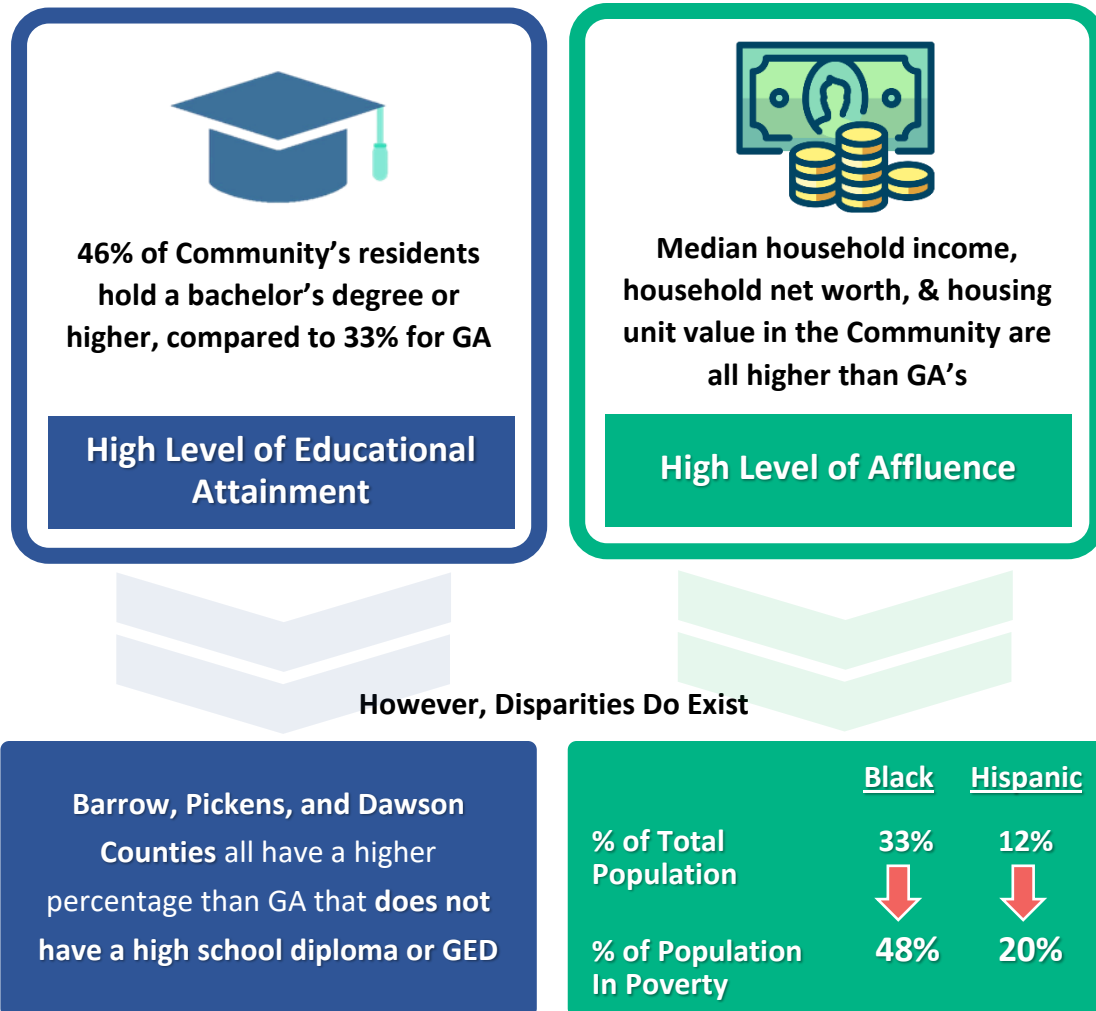 46% of Community’s residents
hold a bachelor’s degree or
higher, compared to 33% for GA
High Level of Educational
Attainment
Median household income,
household net worth, & housing
unit value in the Community are
all higher than GA’s
High Level of Affluence
However, Disparities Do Exist
Barrow, Pickens, and Dawson
Counties all have a higher
percentage than GA that does not
have a high school diploma or GED
Black Hispanic
% of Total
Population
33% 12%
% of Population
In Poverty
48% 20%